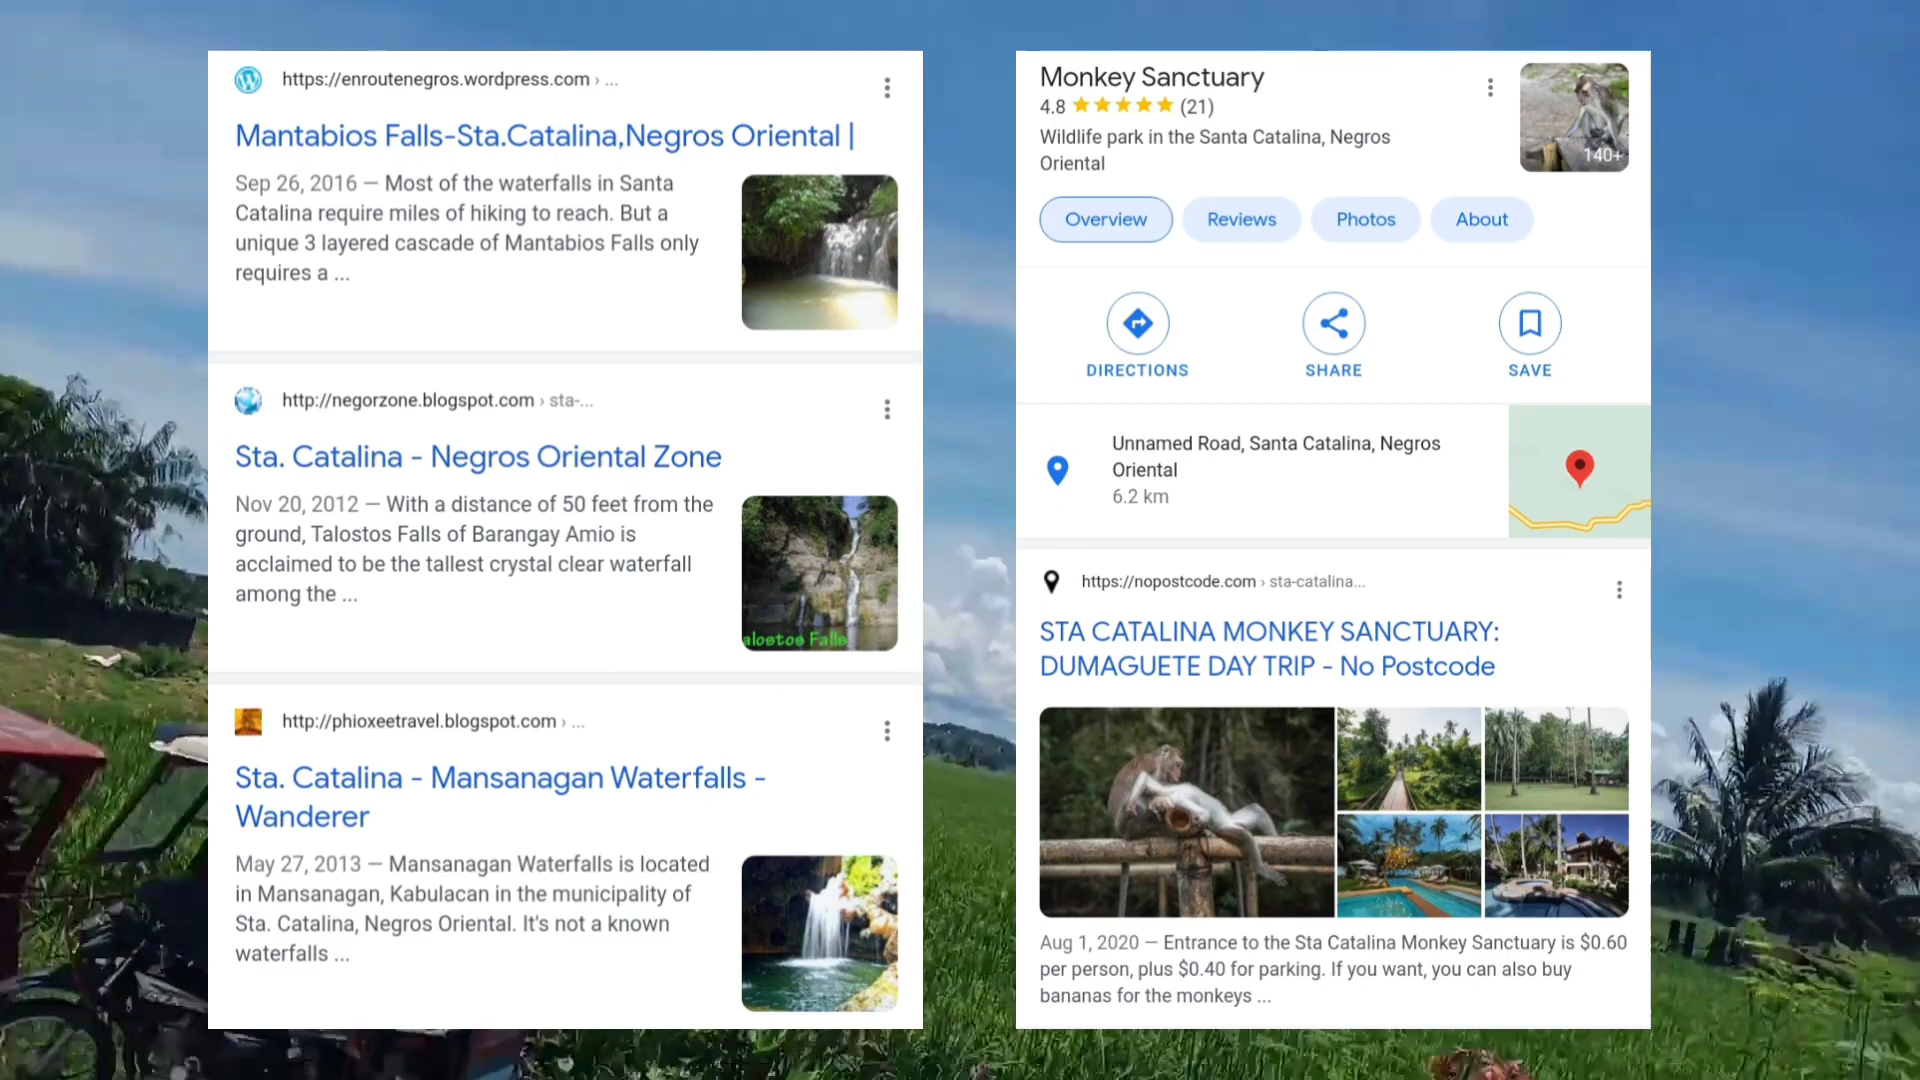 https://enroutenegros.wordpress.com › ...
Mantabios Falls-Sta.Catalina,Negros Oriental |
Sep 26, 2016 — Most of the waterfalls in Santa
Catalina require miles of hiking to reach. But a
unique 3 layered cascade of Mantabios Falls only
requires a ...
http://negorzone.blogspot.com › sta-...
Sta. Catalina - Negros Oriental Zone
Nov 20, 2012 — With a distance of 50 feet from the
ground, Talostos Falls of Barangay Amio is
acclaimed to be the tallest crystal clear waterfall
among the ...
alostos Falls
http://phioxeetravel.blogspot.com › ...
Sta. Catalina - Mansanagan Waterfalls -
Wanderer
May 27, 2013 — Mansanagan Waterfalls is located
in Mansanagan, Kabulacan in the municipality of
Sta. Catalina, Negros Oriental. It's not a known
waterfalls ...
Monkey Sanctuary
4.8 ★★★★★ (21)
Wildlife park in the Santa Catalina, Negros
Oriental
140+
Overview Reviews Photos About
DIRECTIONS SHARE SAVE
Unnamed Road, Santa Catalina, Negros
Oriental
6.2 km
https://nopostcode.com › sta-catalina...
STA CATALINA MONKEY SANCTUARY:
DUMAGUETE DAY TRIP - No Postcode
Aug 1, 2020 — Entrance to the Sta Catalina Monkey Sanctuary is $0.60
per person, plus $0.40 for parking. If you want, you can also buy
bananas for the monkeys ...